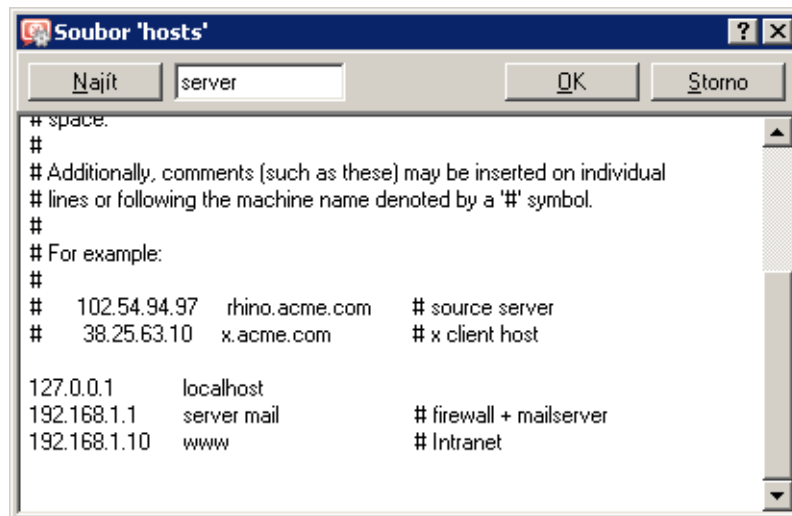 Soubor 'hosts'
Najít server OK Storno
# space.
#
# Additionally, comments (such as these) may be inserted on individual
# lines or following the machine name denoted by a '#' symbol.
#
# For example:
#
# 102.54.94.97 rhino.acme.com # source server
# 38.25.63.10 x.acme.com # x client host
127.0.0.1 localhost
192.168.1.1 server mail # firewall + mailserver
192.168.1.10 www # Intranet